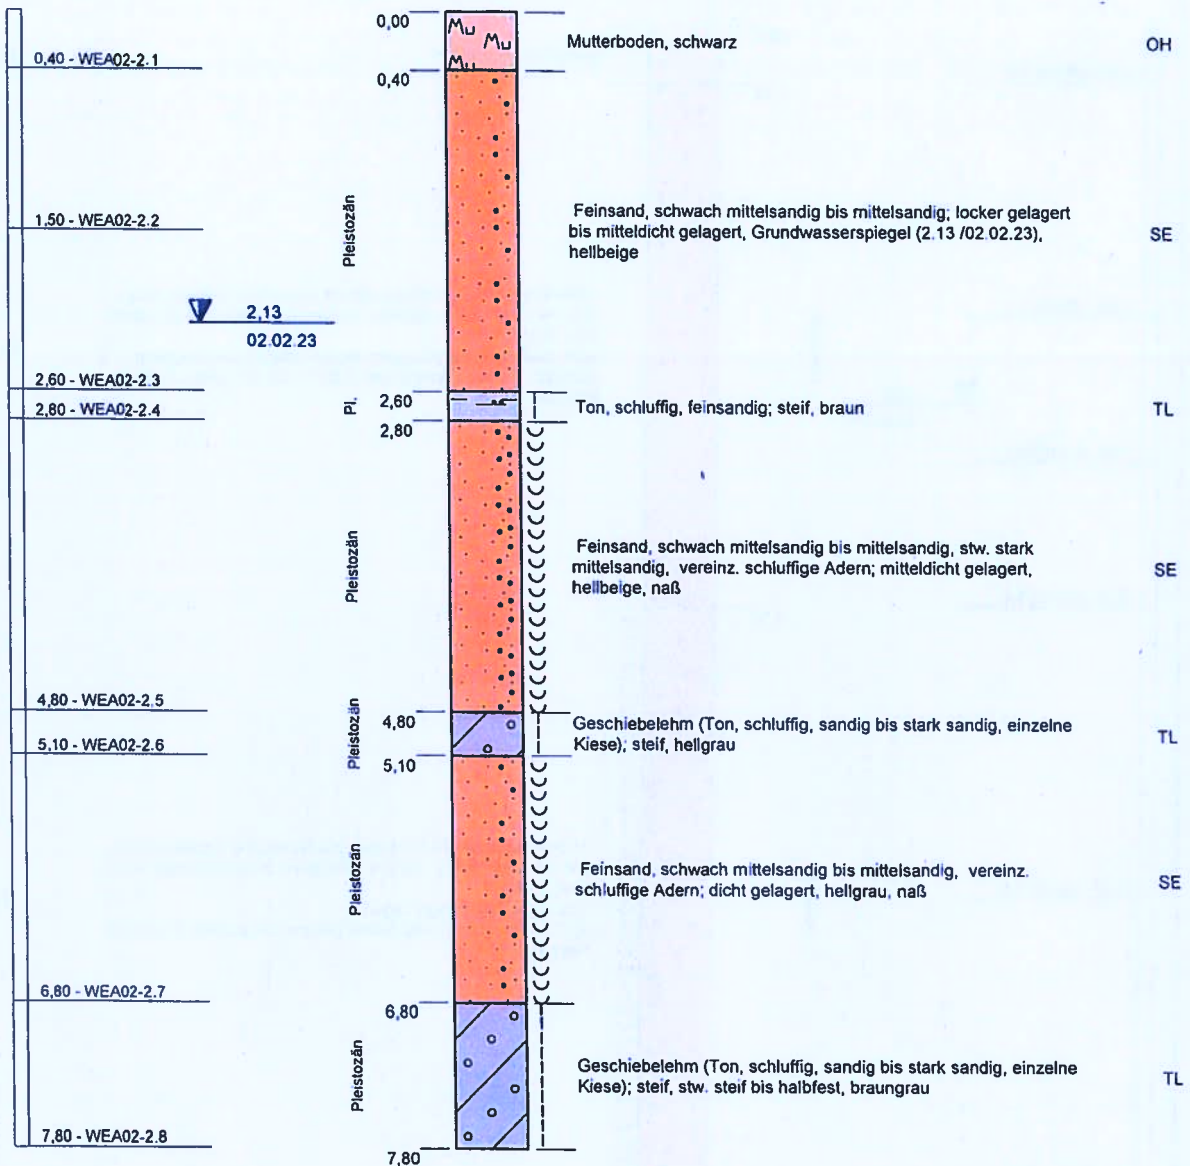 0,00
Mu
Mu
Mu
Mutterboden, schwarz
OH
0,40 - WEA02-2.1
0,40
Pleistozän
1,50 - WEA02-2.2
Feinsand, schwach mittelsandig bis mittelsandig; locker gelagert
bis mitteldicht gelagert, Grundwasserspiegel (2.13 /02.02.23),
hellbeige
SE
2,13
02.02.23
2,60 - WEA02-2.3
2,80 - WEA02-2.4
Pl.
2,60
2,80
Ton, schluffig, feinsandig; steif, braun
TL
Pleistozän
Feinsand, schwach mittelsandig bis mittelsandig, stw. stark
mittelsandig, vereinz. schluffige Adern; mitteldicht gelagert,
hellbeige, naß
SE
4,80 - WEA02-2.5
5,10 - WEA02-2.6
Pleistozän
4,80
5,10
Geschiebelehm (Ton, schluffig, sandig bis stark sandig, einzelne
Kiese); steif, hellgrau
TL
Pleistozän
Feinsand, schwach mittelsandig bis mittelsandig, vereinz.
schluffige Adern; dicht gelagert, hellgrau, naß
SE
6,80 - WEA02-2.7
6,80
Pleistozän
Geschiebelehm (Ton, schluffig, sandig bis stark sandig, einzelne
Kiese); steif, stw. steif bis halbfest, braungrau
TL
7,80 - WEA02-2.8
7,80